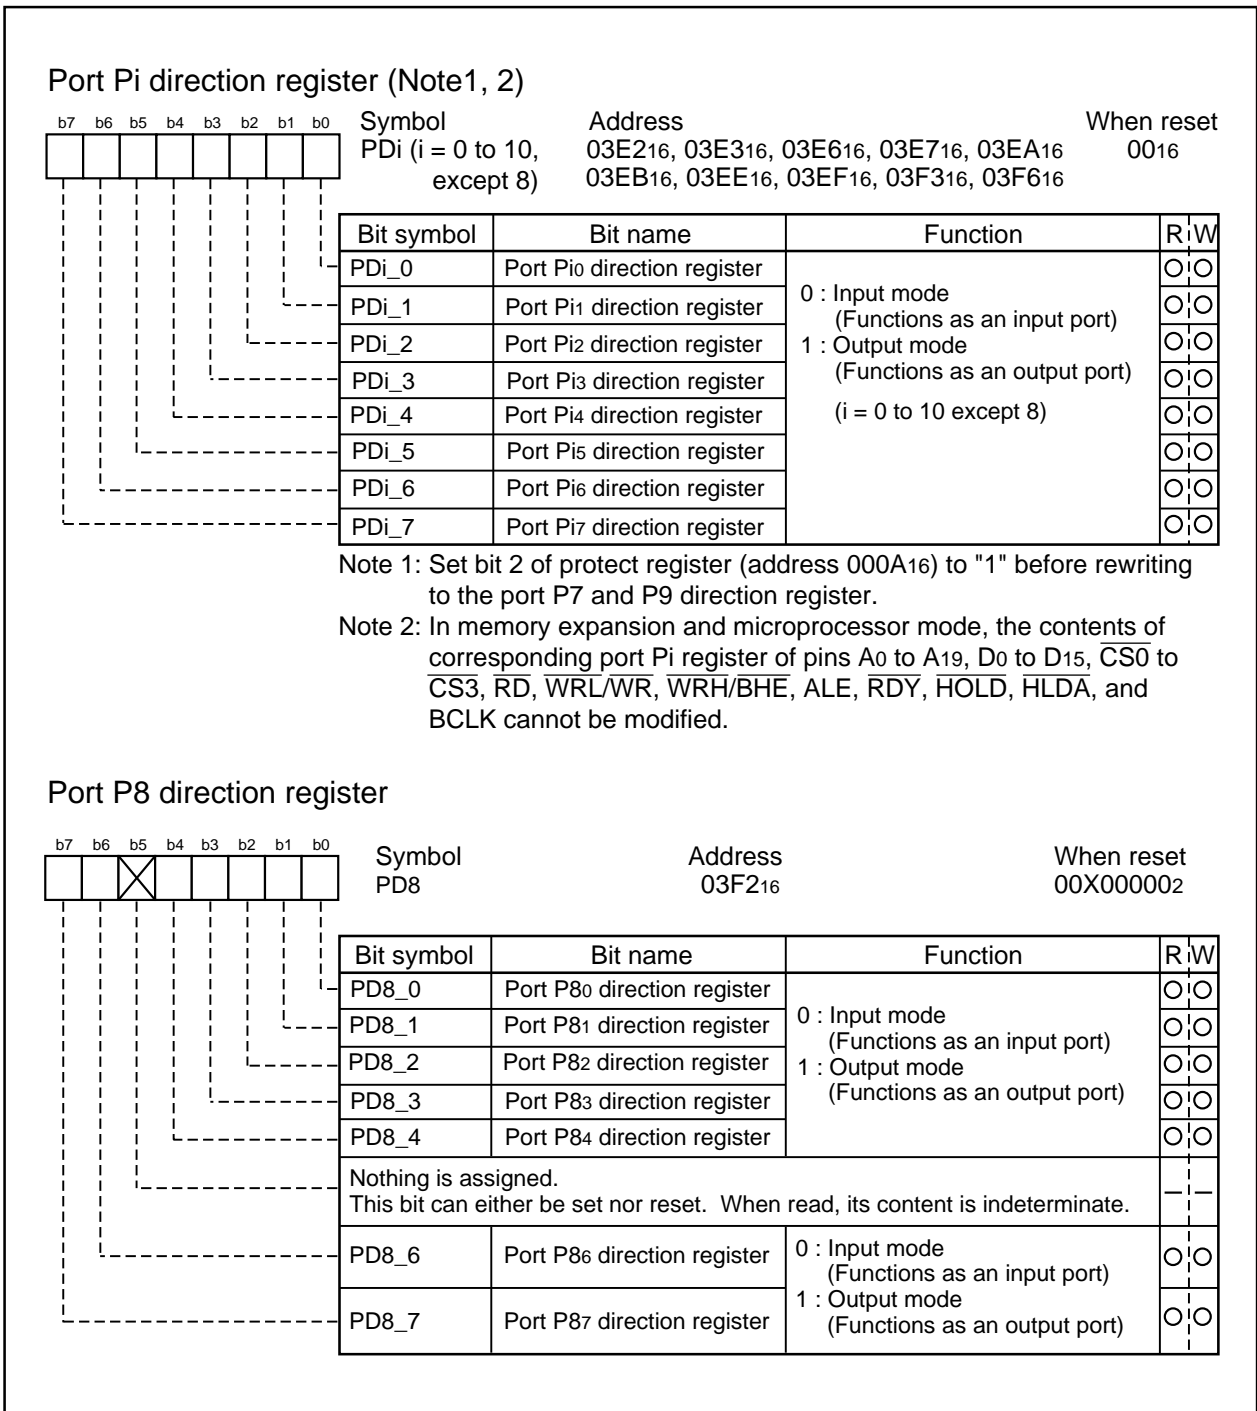 Port Pi direction register (Note1, 2)
b7 b6 b5 b4 b3 b2 b1 b0
Symbol Address When reset
PDi (i = 0 to 10, 03E216, 03E316, 03E616, 03E716, 03EA16 0016
except 8) 03EB16, 03EE16, 03EF16, 03F316, 03F616
Bit symbol Bit name Function R W
PDi_0 Port Pi0 direction register
0 : Input mode
PDi_1 Port Pi1 direction register
(Functions as an input port)
PDi_2 Port Pi2 direction register
1 : Output mode
(Functions as an output port)
PDi_3 Port Pi3 direction register
PDi_4 Port Pi4 direction register
(i = 0 to 10 except 8)
PDi_5 Port Pi5 direction register
PDi_6 Port Pi6 direction register
PDi_7 Port Pi7 direction register
Note 1: Set bit 2 of protect register (address 000A16) to "1" before rewriting
to the port P7 and P9 direction register.
Note 2: In memory expansion and microprocessor mode, the contents of
corresponding port Pi register of pins A0 to A19, D0 to D15, CS0 to
CS3, RD, WRL/WR, WRH/BHE, ALE, RDY, HOLD, HLDA, and
BCLK cannot be modified.
Port P8 direction register
b7 b6 b5 b4 b3 b2 b1 b0
Symbol Address When reset
PD8 03F216 00X000002
Bit symbol Bit name Function R W
PD8_0 Port P80 direction register
0 : Input mode
PD8_1 Port P81 direction register
(Functions as an input port)
PD8_2 Port P82 direction register
1 : Output mode
(Functions as an output port)
PD8_3 Port P83 direction register
PD8_4 Port P84 direction register
Nothing is assigned.
This bit can either be set nor reset. When read, its content is indeterminate. – –
PD8_6 Port P86 direction register
0 : Input mode
(Functions as an input port)
1 : Output mode
PD8_7 Port P87 direction register
(Functions as an output port)